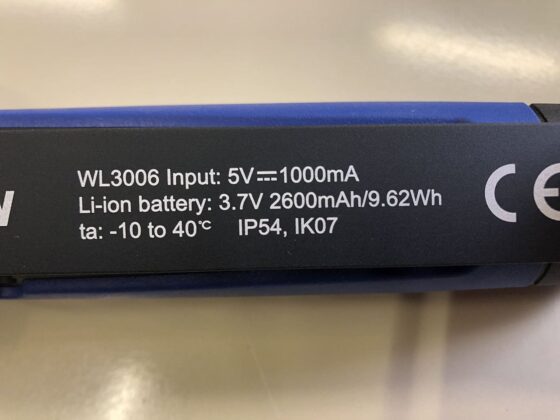 WL3006 Input: 5V⎓1000mA
Li-ion battery: 3.7V 2600mAh/9.62Wh
ta: -10 to 40℃ IP54, IK07
CE